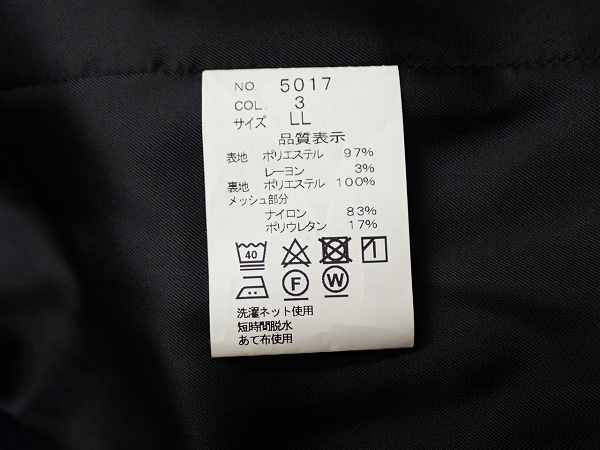 NO. 5017
COL. 3
サイズ LL
品質表示
表地 ポリエステル 97%
レーヨン 3%
裏地 ポリエステル 100%
メッシュ部分
ナイロン 83%
ポリウレタン 17%
40
F W
洗濯ネット使用
短時間脱水
あて布使用